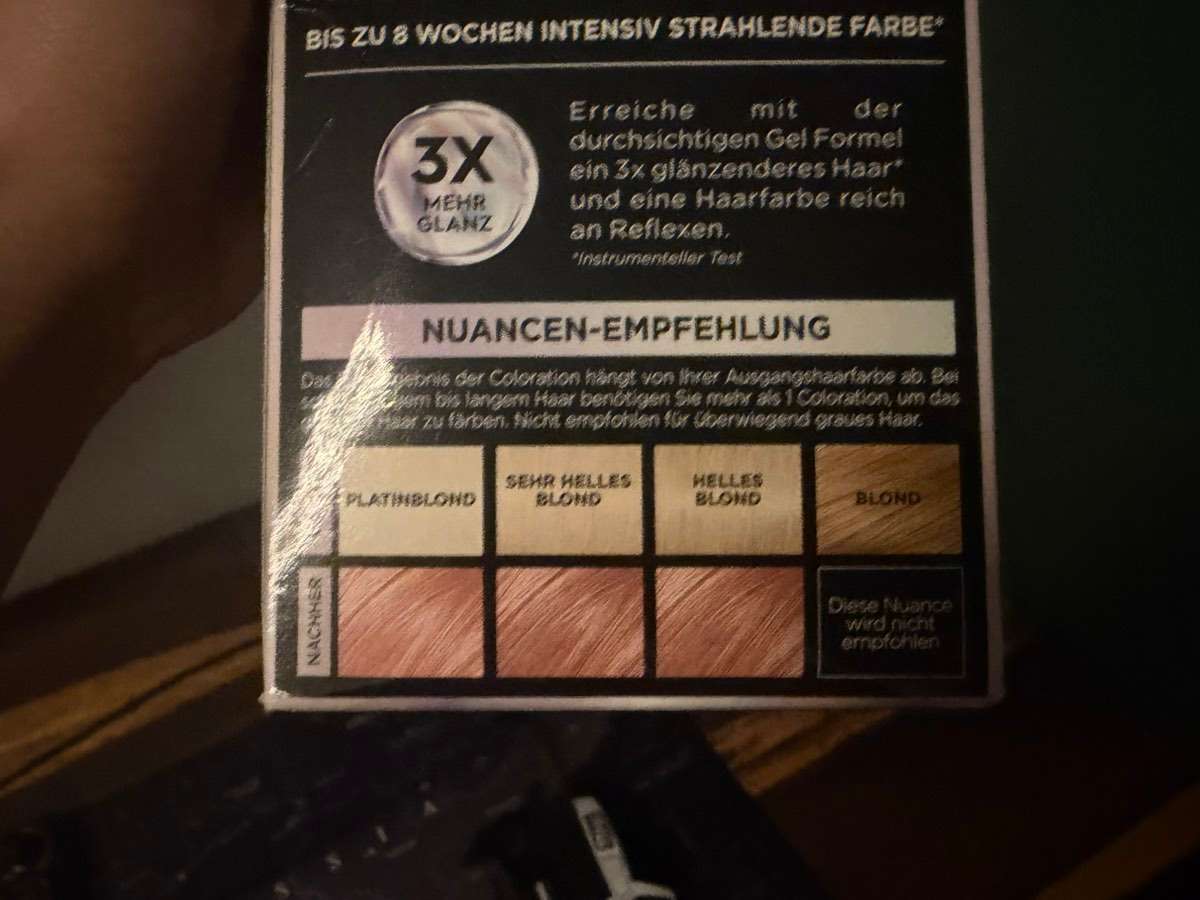 BIS ZU 8 WOCHEN INTENSIV STRAHLENDE FARBE*
3X
MEHR
GLANZ
Erreiche mit der
durchsichtigen Gel Formel
ein 3x glänzenderes Haar*
und eine Haarfarbe reich
an Reflexen.
*Instrumenteller Test
NUANCEN-EMPFEHLUNG
Das der Coloration hängt von Ihrer Ausgangshaarfarbe ab. Bei
bis langem Haar benötigen Sie mehr als 1 Coloration, um das
Haar zu färben. Nicht empfohlen für überwiegend graues Haar.
PLATINBLOND
SEHR HELLES
BLOND
HELLES
BLOND
BLOND
NACHHER
Diese Nuance
wird nicht
empfohlen